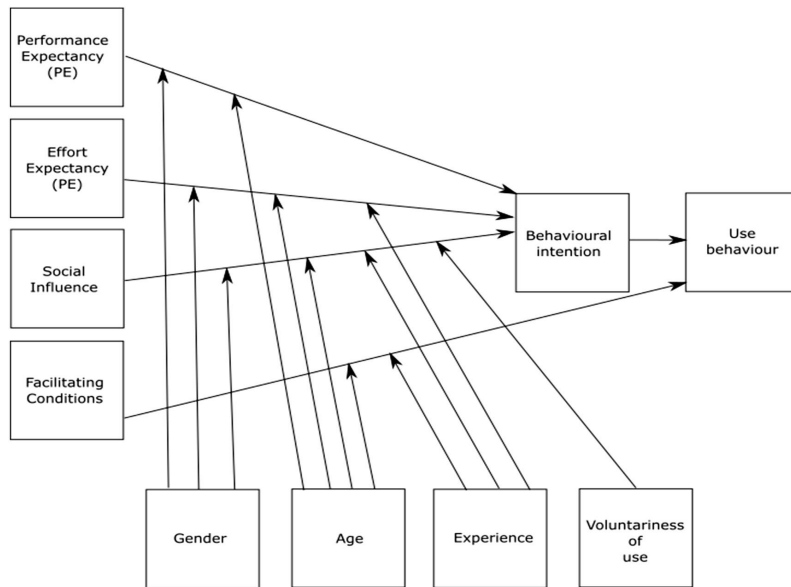 Performance
Expectancy
(PE)
Effort
Expectancy
(PE)
Social
Influence
Facilitating
Conditions
Behavioural
intention
Use
behaviour
Gender
Age
Experience
Voluntariness
of
use